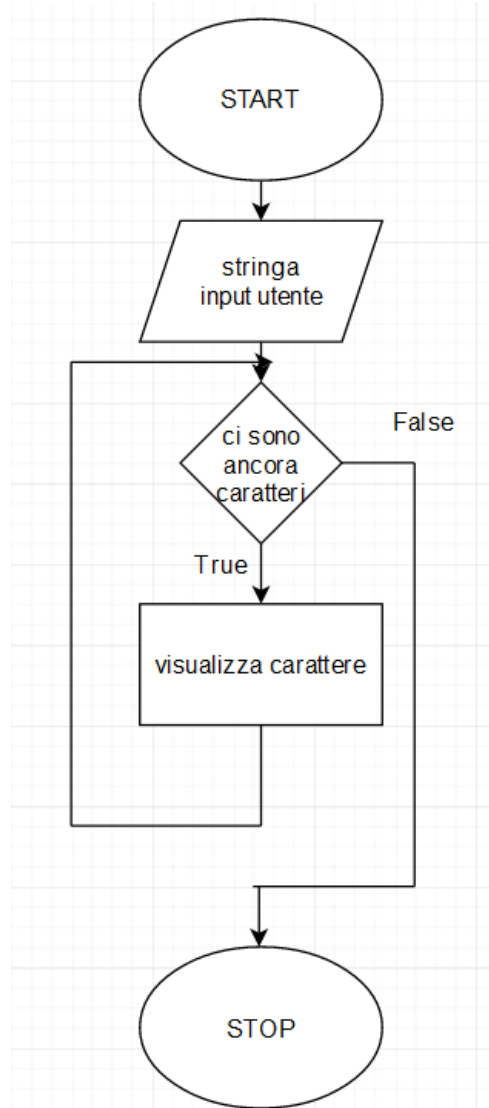 START
stringa
input utente
False
ci sono
ancora
caratteri
True
visualizza carattere
STOP